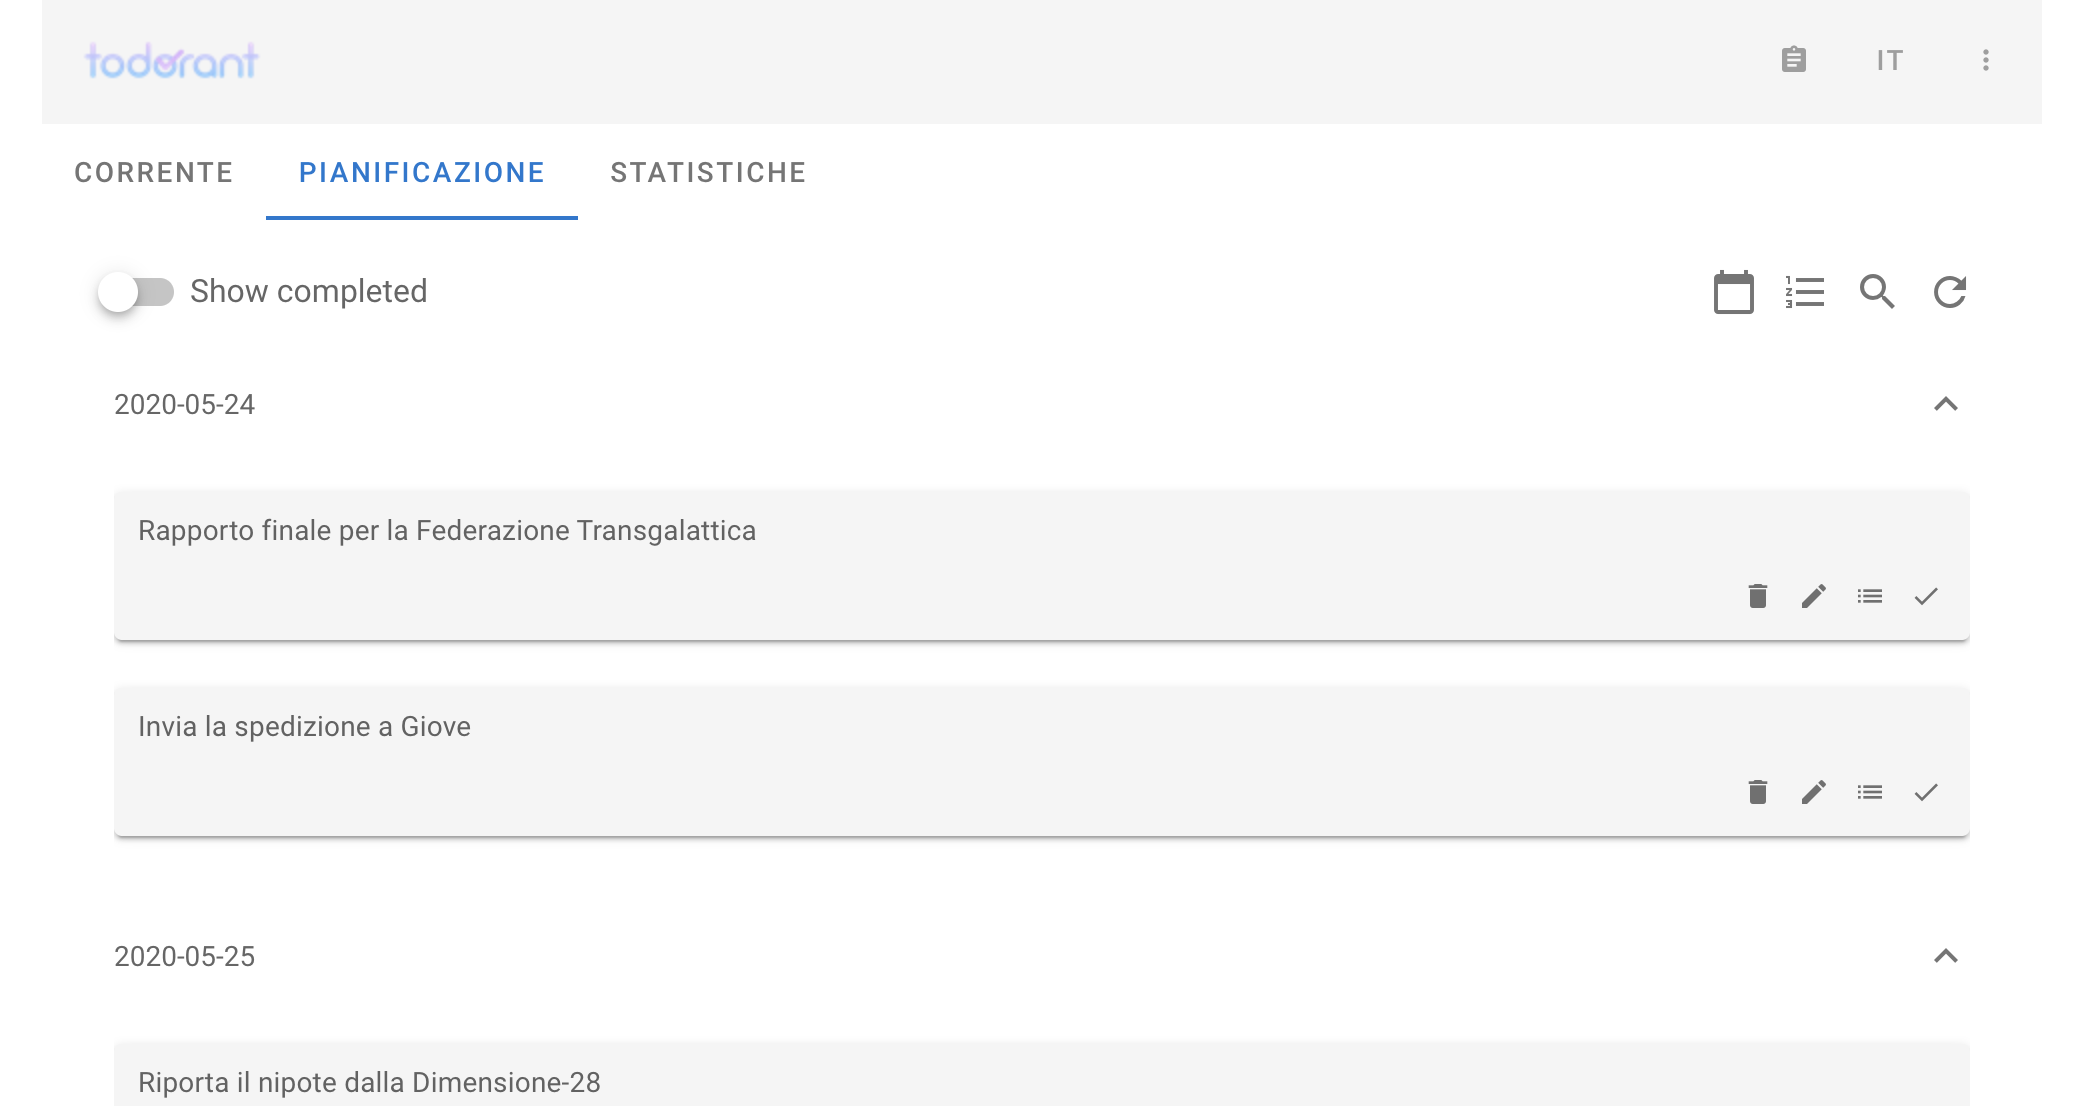 todorant
IT
CORRENTE
PIANIFICAZIONE
STATISTICHE
Show completed
2020-05-24
Rapporto finale per la Federazione Transgalattica
Invia la spedizione a Giove
2020-05-25
Riporta il nipote dalla Dimensione-28